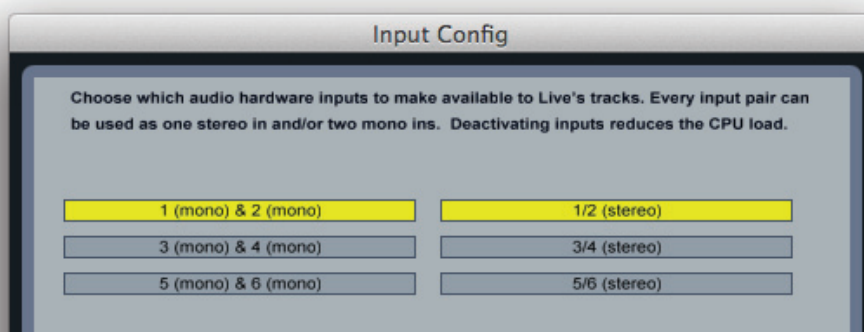 Input Config
Choose which audio hardware inputs to make available to Live's tracks. Every input pair can
be used as one stereo in and/or two mono ins.  Deactivating inputs reduces the CPU load.
1 (mono) & 2 (mono)
1/2 (stereo)
3 (mono) & 4 (mono)
3/4 (stereo)
5 (mono) & 6 (mono)
5/6 (stereo)